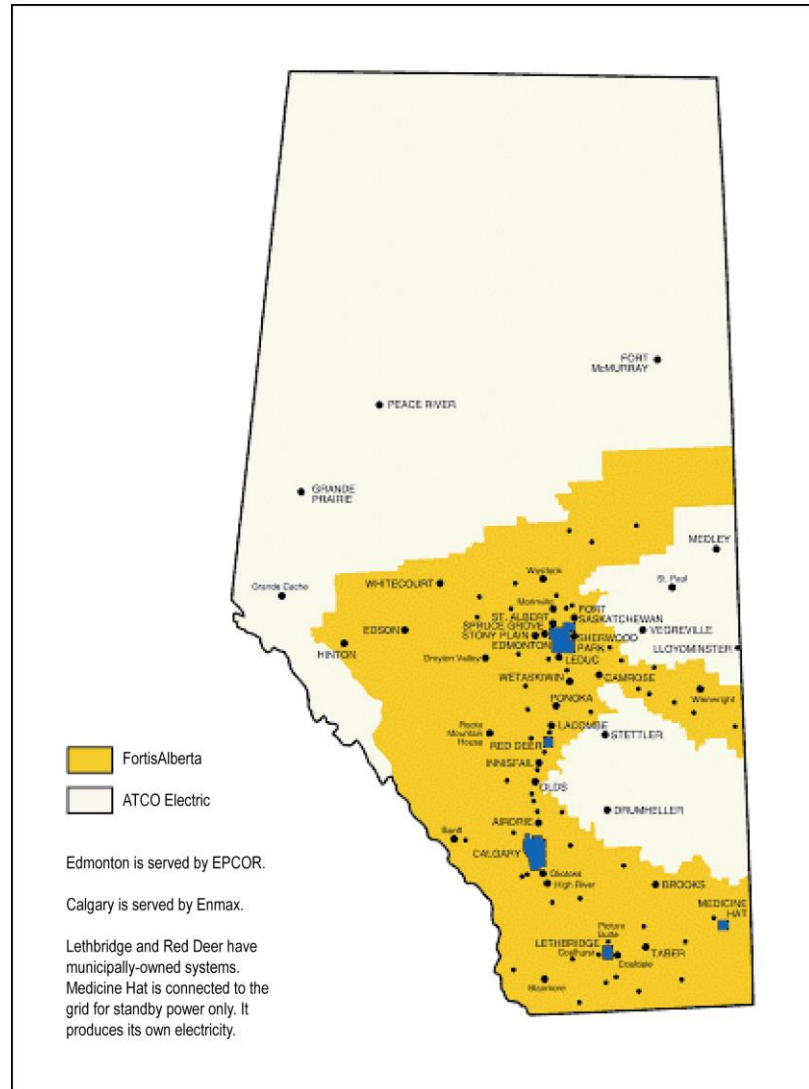 FORT
McMURRAY
PEACE RIVER
GRANDE
PRAIRIE
MEDLEY
Grande Cache
WHITECOURT
Westlock
St. Paul
Morinville
FORT
SASKATCHEWAN
ST. ALBERT
SPRUCE GROVE
STONY PLAIN
EDMONTON
SHERWOOD
PARK
VEGREVILLE
LLOYDMINSTER
EDSON
HINTON
Drayton Valley
LEDUC
WETASKIWIN
CAMROSE
Wainwright
PONOKA
Rocky
Mountain
House
LACOMBE
RED DEER
STETTLER
INNISFAIL
OLDS
DRUMHELLER
AIRDRIE
Banff
CALGARY
Okotoks
High River
BROOKS
MEDICINE
HAT
Picture
Butte
LETHBRIDGE
Coalhurst
TABER
Coaldale
Blairmore
FortisAlberta
ATCO Electric
Edmonton is served by EPCOR.
Calgary is served by Enmax.
Lethbridge and Red Deer have
municipally-owned systems.
Medicine Hat is connected to the
grid for standby power only. It
produces its own electricity.